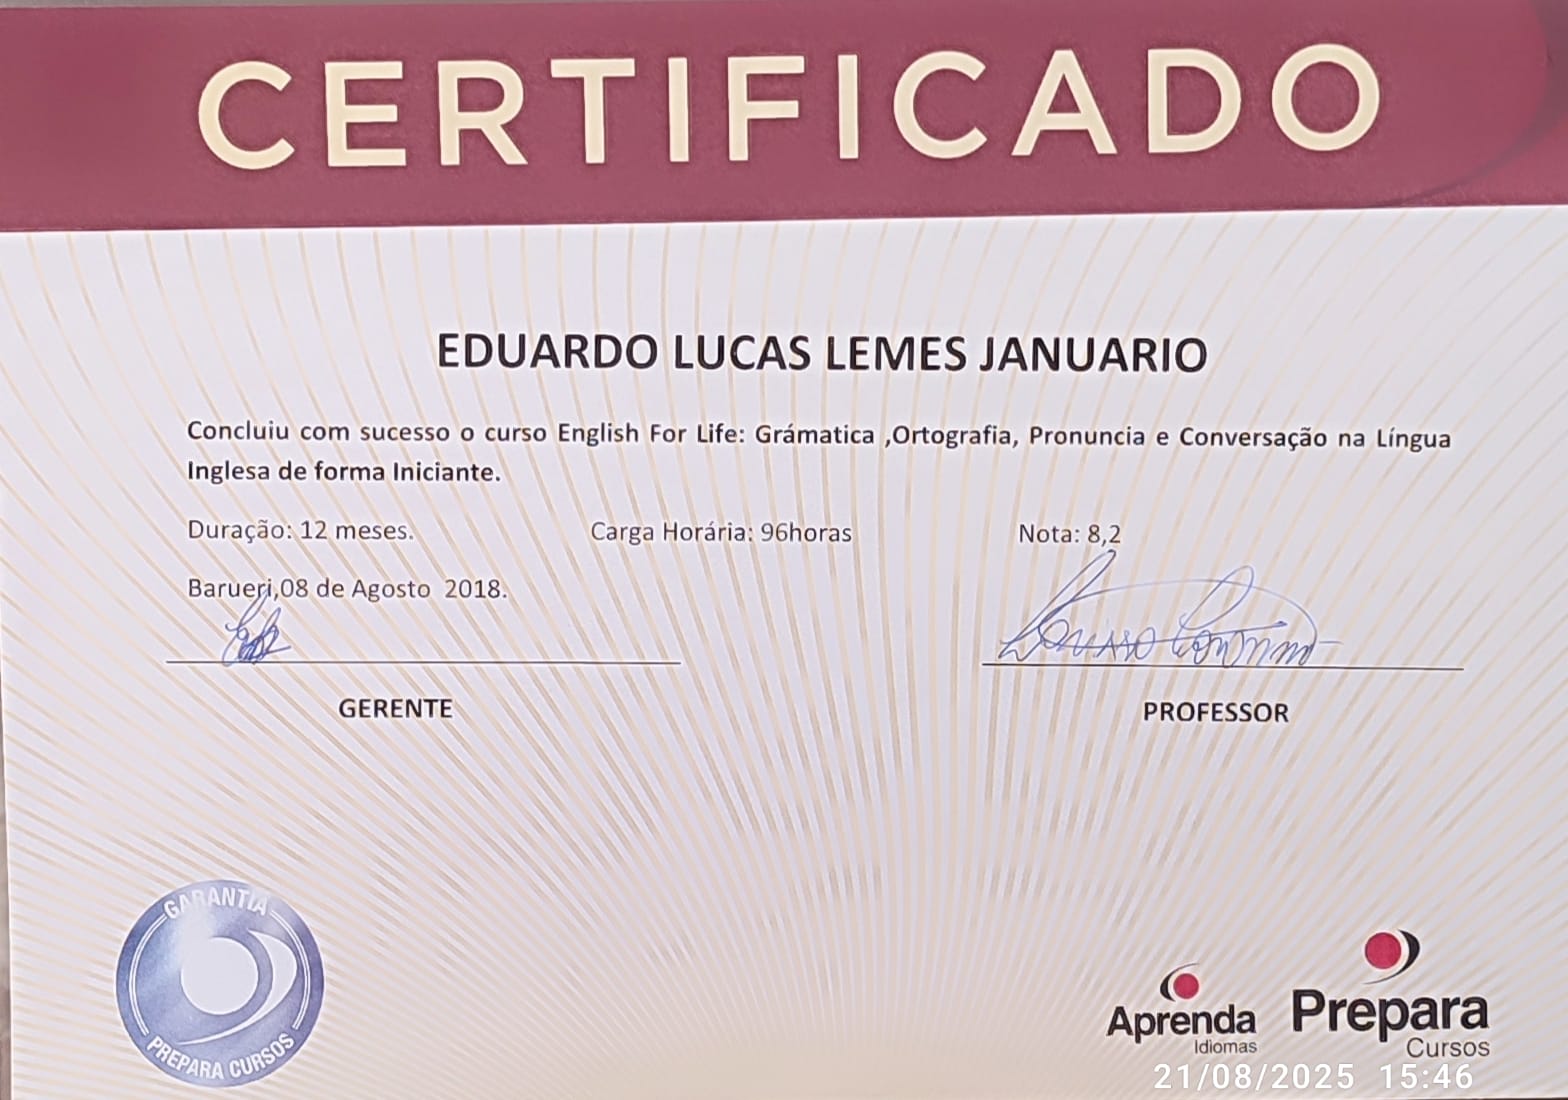 CERTIFICADO
EDUARDO LUCAS LEMES JANUARIO
Concluiu com sucesso o curso English For Life: Grámatica ,Ortografia, Pronuncia e Conversação na Língua
Inglesa de forma Iniciante.
Duração: 12 meses. Carga Horária: 96horas Nota: 8,2
Barueri,08 de Agosto 2018.
GERENTE PROFESSOR
GARANTIA
PREPARA CURSOS
Aprenda
Idiomas
Prepara
Cursos
21/08/2025 15:46